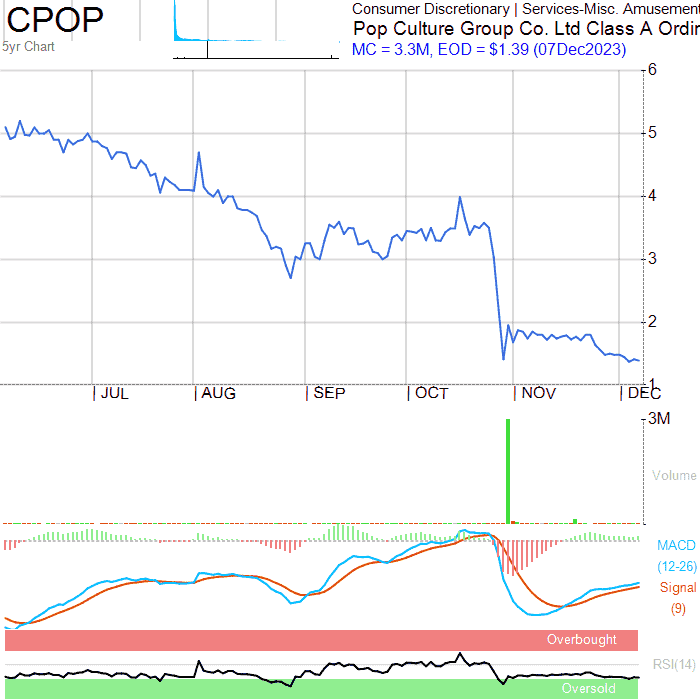 CPOP
5yr Chart
Consumer Discretionary | Services-Misc. Amusement
Pop Culture Group Co. Ltd Class A Ordin
MC = 3.3M, EOD = $1.39 (07Dec2023)
6
5
4
3
2
1
JUL
AUG
SEP
OCT
NOV
DEC
3M
Volume
MACD
(12-26)
Signal
(9)
Overbought
RSI(14)
Oversold